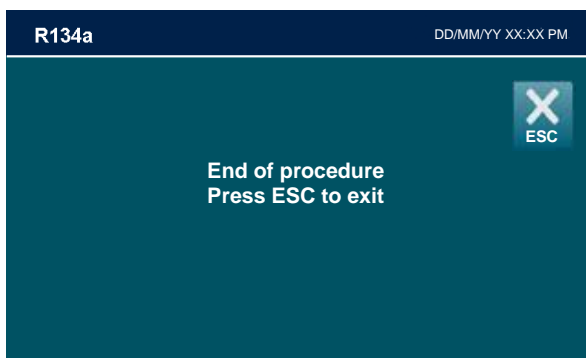 R134a
DD/MM/YY XX:XX PM
ESC
End of procedure
Press ESC to exit